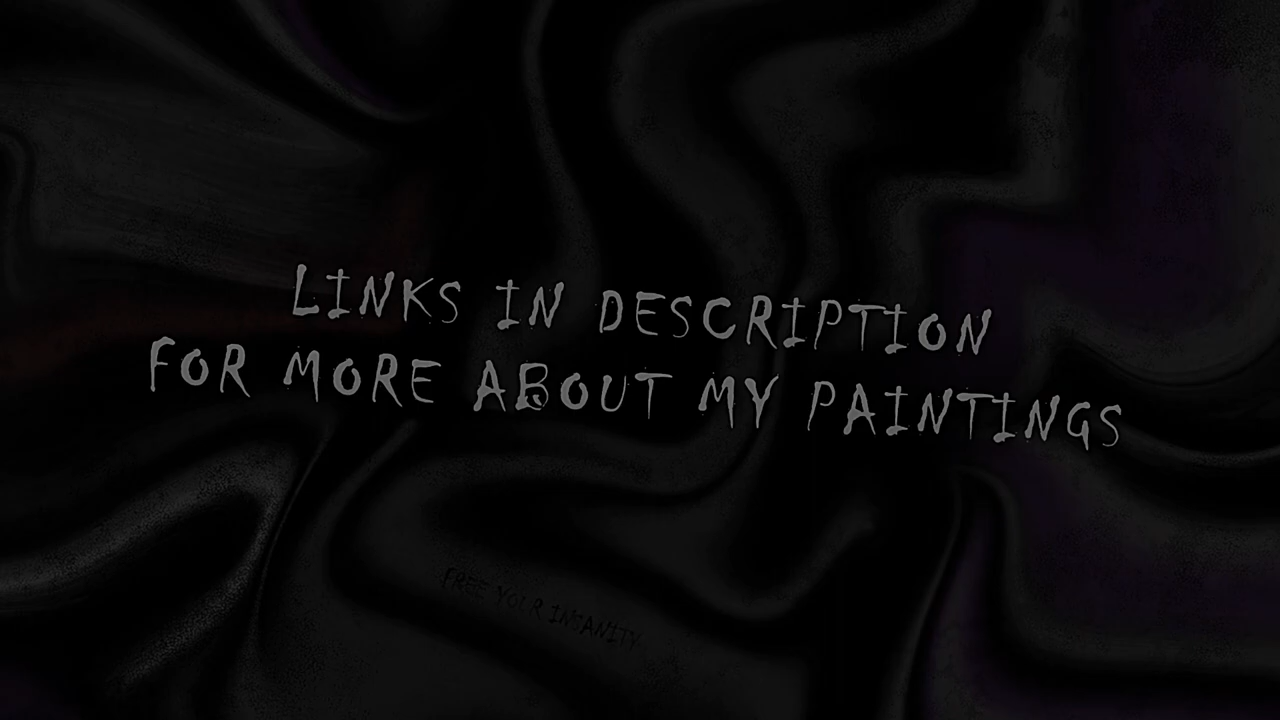 LINKS IN DESCRIPTION
FOR MORE ABOUT MY PAINTINGS
FREE YOUR INSANITY